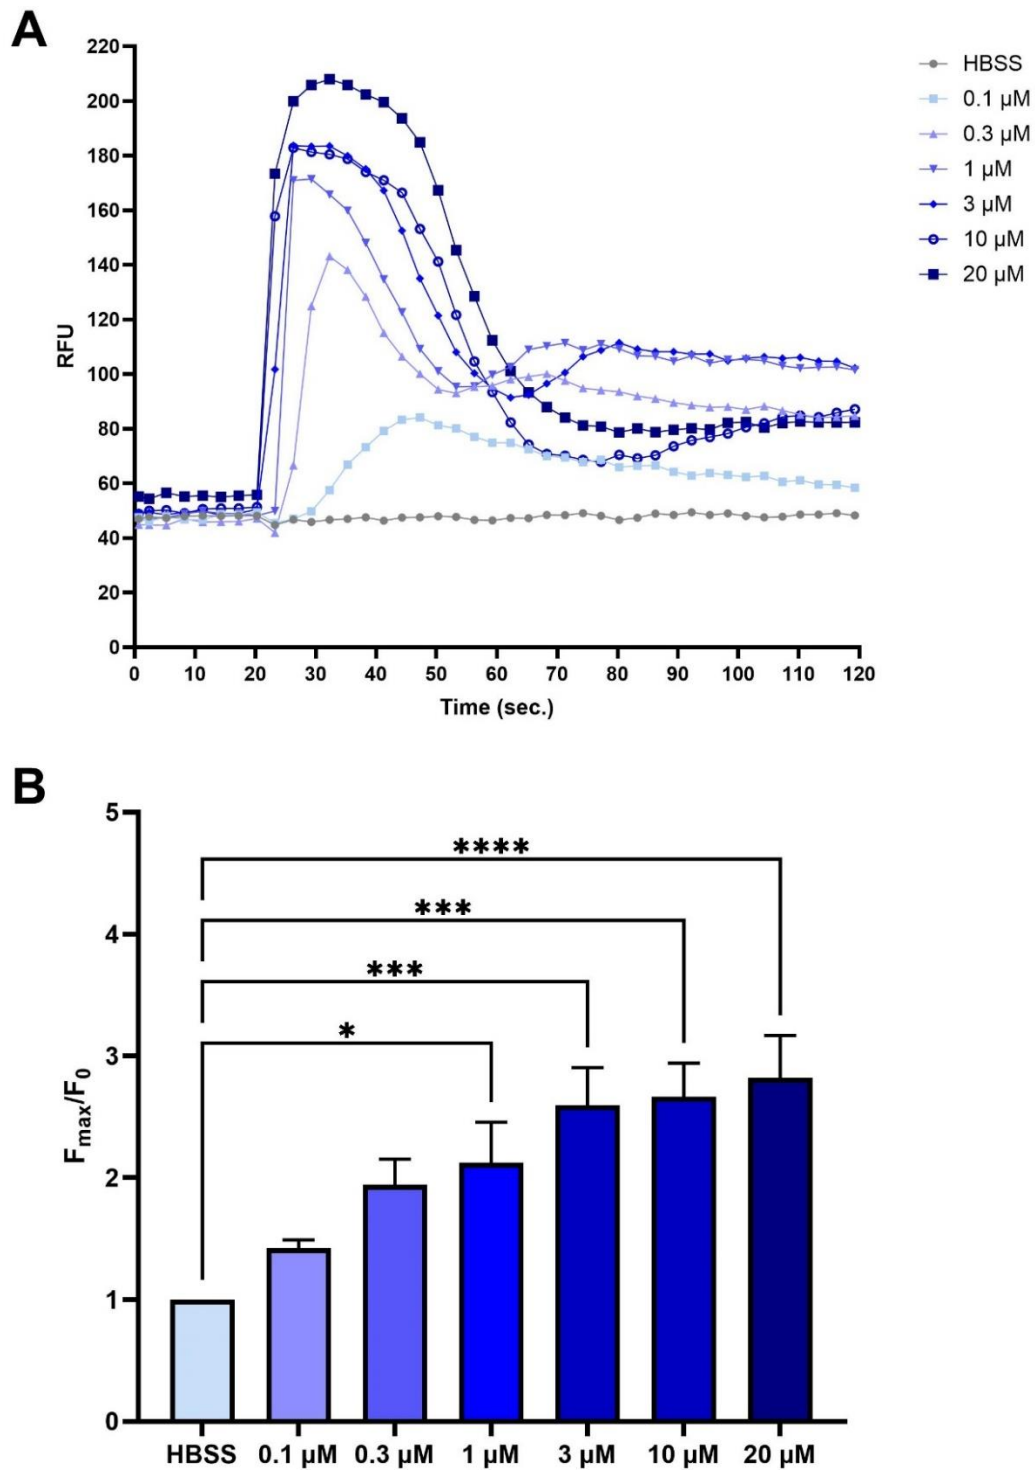 A
220
200
180
160
140
120
100
80
60
40
20
0
RFU
0 10 20 30 40 50 60 70 80 90 100 110 120
Time (sec.)
HBSS
0.1 µM
0.3 µM
1 µM
3 µM
10 µM
20 µM
B
5
4
3
2
1
0
Fmax/F0
****
***
***
*
HBSS 0.1 µM 0.3 µM 1 µM 3 µM 10 µM 20 µM